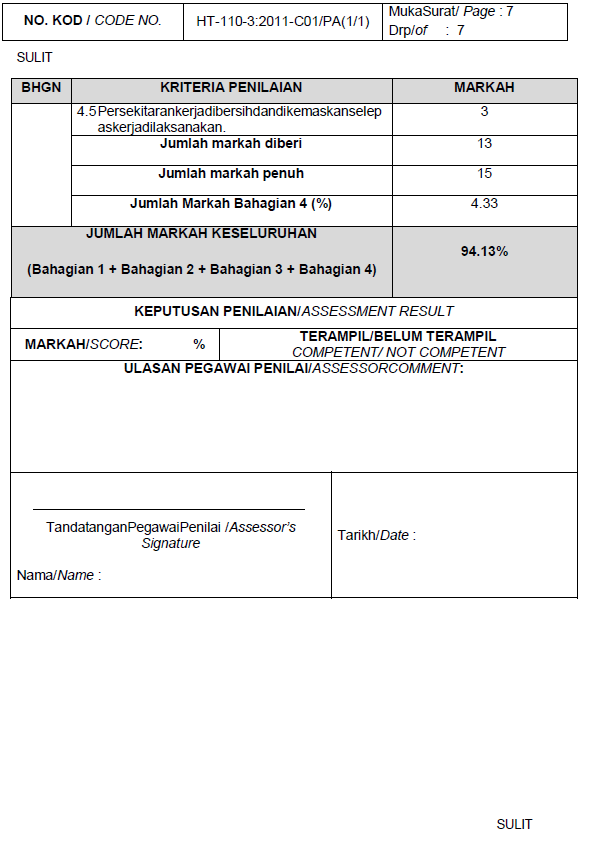 NO. KOD / CODE NO.
HT-110-3:2011-C01/PA(1/1)
MukaSurat/ Page : 7
Drp/of : 7
SULIT
BHGN
KRITERIA PENILAIAN
MARKAH
4.5Persekitarankerjadibersihdandikemaskanselep
askerjadilaksanakan.
3
Jumlah markah diberi
13
Jumlah markah penuh
15
Jumlah Markah Bahagian 4 (%)
4.33
JUMLAH MARKAH KESELURUHAN
(Bahagian 1 + Bahagian 2 + Bahagian 3 + Bahagian 4)
94.13%
KEPUTUSAN PENILAIAN/ASSESSMENT RESULT
MARKAH/SCORE: %
TERAMPIL/BELUM TERAMPIL
COMPETENT/ NOT COMPETENT
ULASAN PEGAWAI PENILAI/ASSESSORCOMMENT:
TandatanganPegawaiPenilai /Assessor's
Signature
Nama/Name :
Tarikh/Date :
SULIT